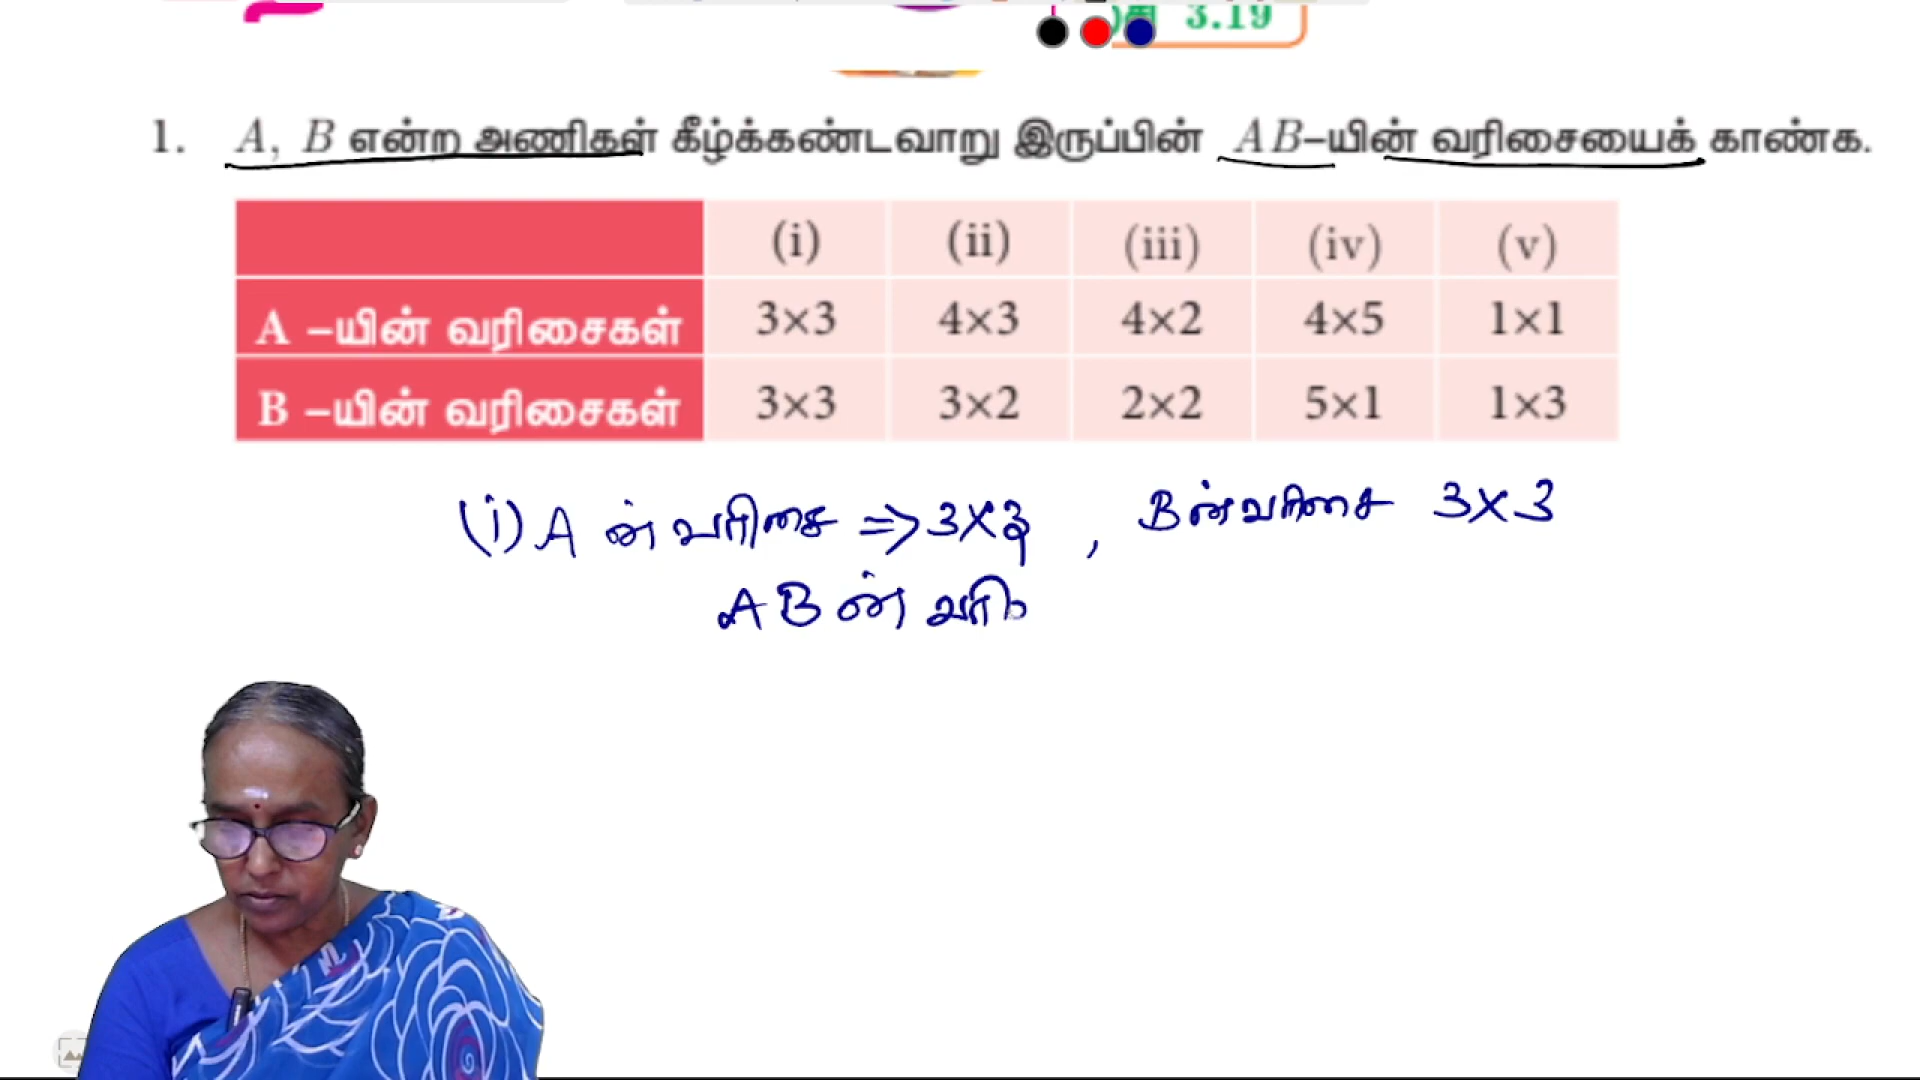 3.19
1. A, B என்ற அணிகள் கீழ்க்கண்டவாறு இருப்பின் AB–யின் வரிசையைக் காண்க.
(i) (ii) (iii) (iv) (v)
A –யின் வரிசைகள் 3×3 4×3 4×2 4×5 1×1
B –யின் வரிசைகள் 3×3 3×2 2×2 5×1 1×3
(i) A ன் வரிசை => 3×3 , B ன் வரிசை 3×3
AB ன்